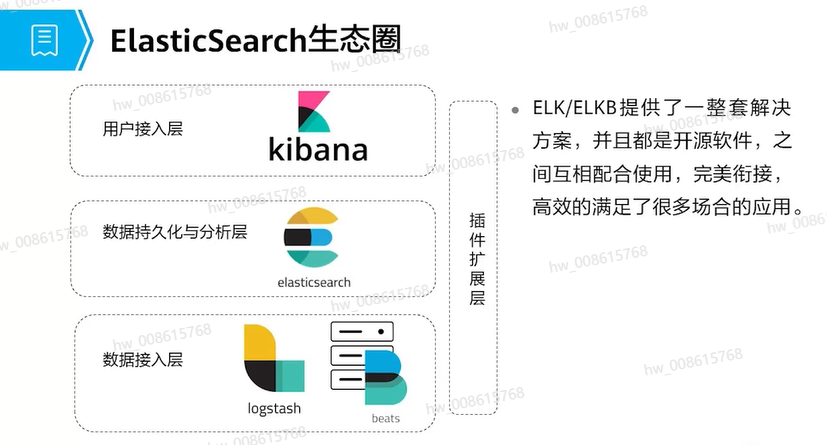 ElasticSearch生态圈
用户接入层
kibana
数据持久化与分析层
elasticsearch
数据接入层
logstash
beats
插件扩展层
ELK/ELKB提供了一整套解决
方案，并且都是开源软件，之
间互相配合使用，完美衔接，
高效的满足了很多场合的应用。
hw_008615768
hw_008615768
hw_008615768
hw_008615768
hw_008615768
hw_008615768
hw_008615768
hw_008615768
hw_008615768
hw_008615768
hw_008615768
hw_008615768